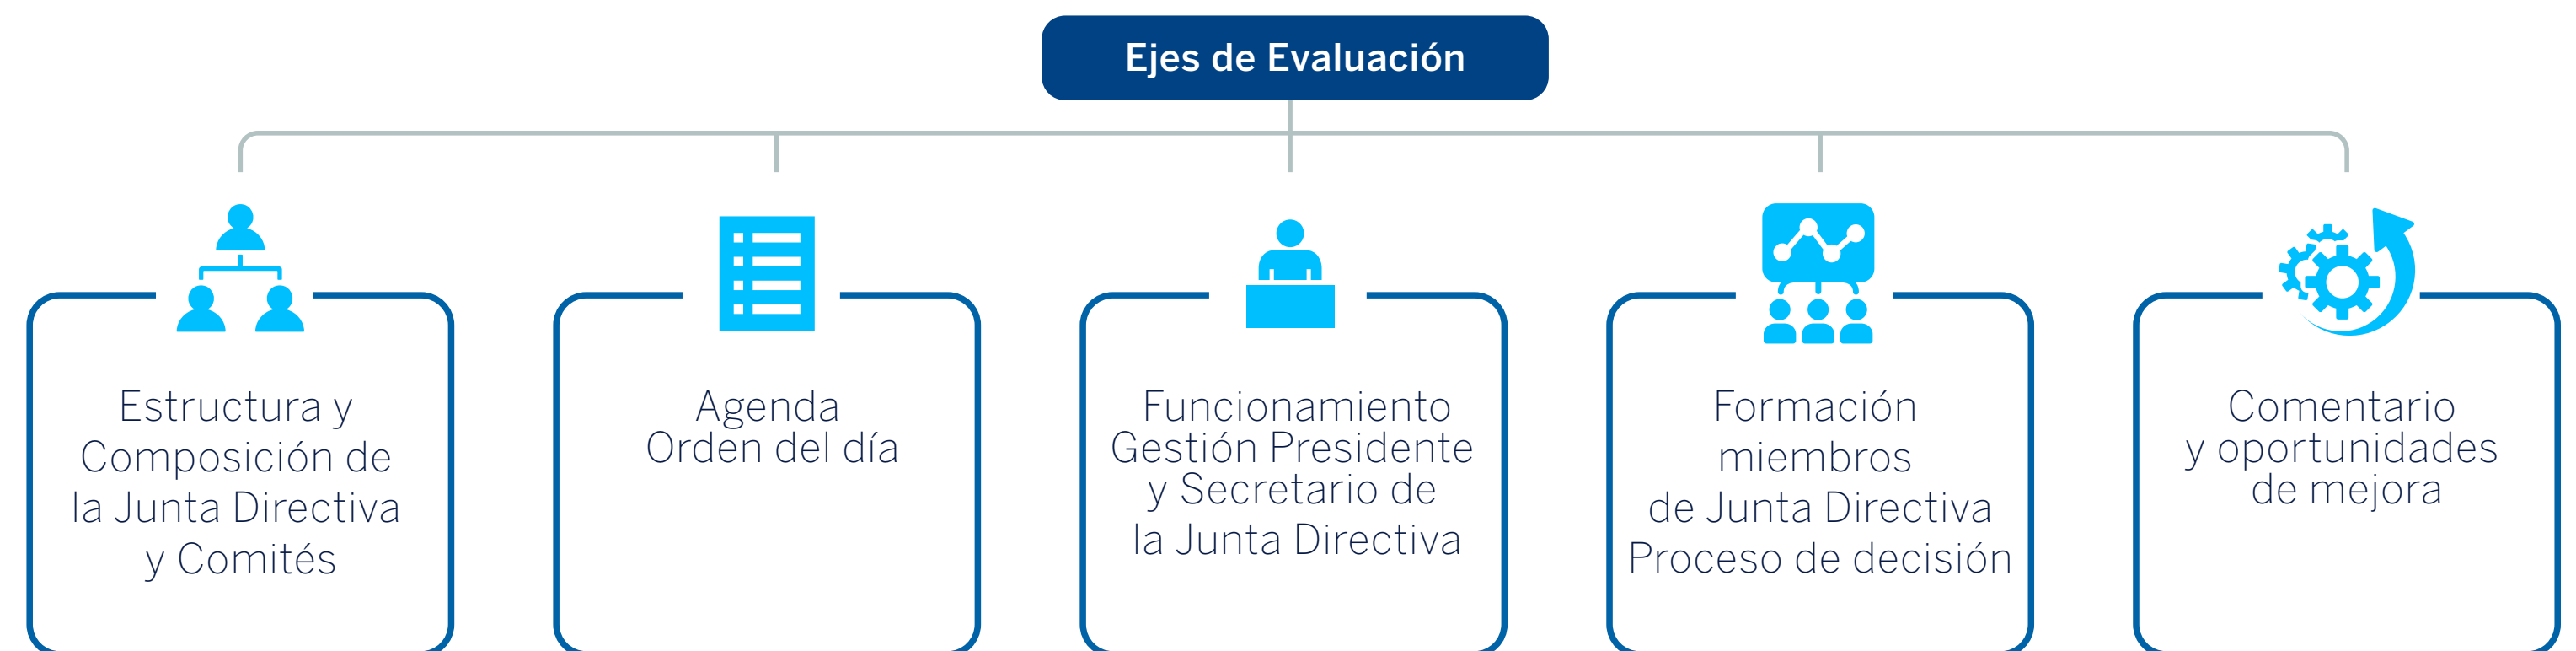 Ejes de Evaluación
Estructura y
Composición de
la Junta Directiva
y Comités
Agenda
Orden del día
Funcionamiento
Gestión Presidente
y Secretario de
la Junta Directiva
Formación
miembros
de Junta Directiva
Proceso de decisión
Comentario
y oportunidades
de mejora